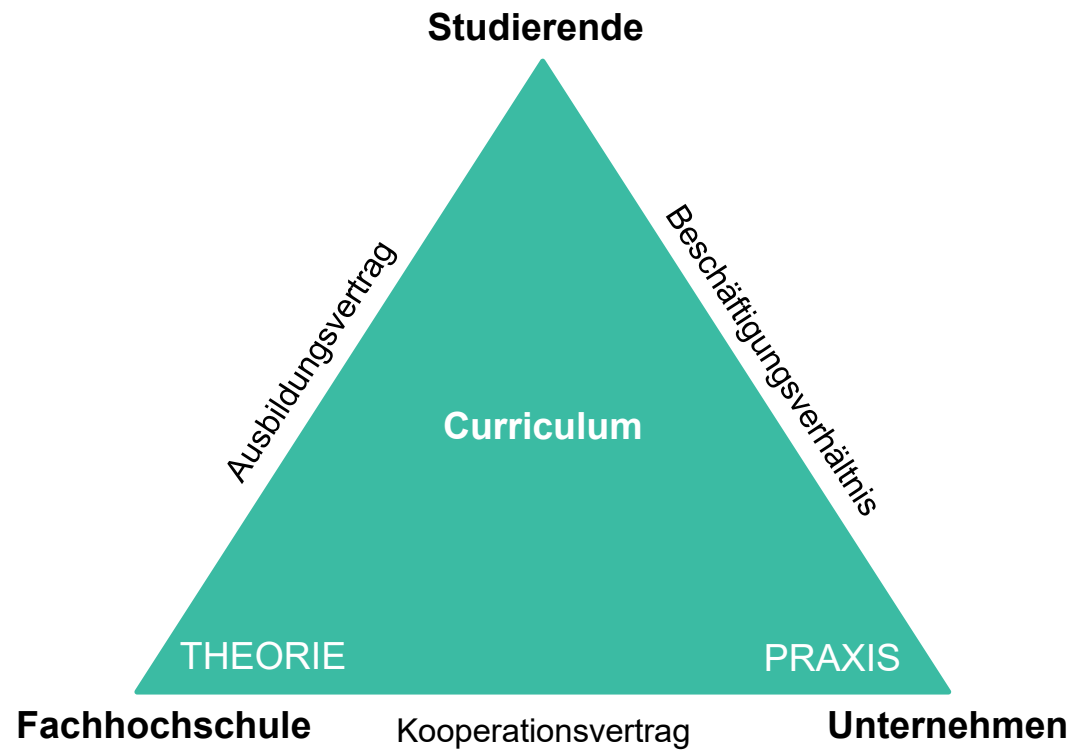 Studierende
Ausbildungsvertrag
Beschäftigungsverhältnis
Curriculum
THEORIE
PRAXIS
Fachhochschule
Kooperationsvertrag
Unternehmen